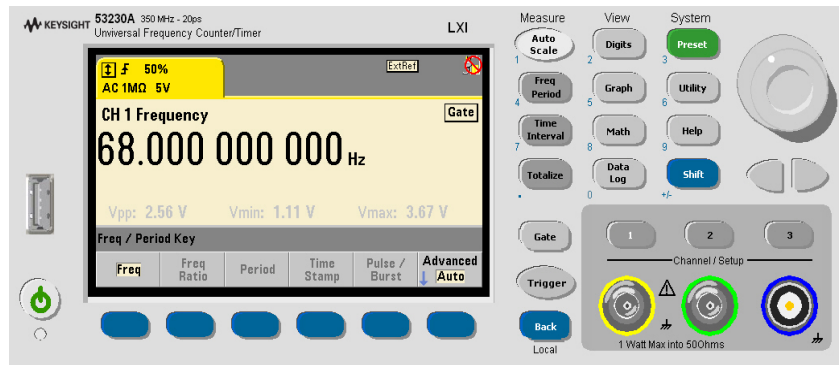 KEYSIGHT 53230A 350 MHz - 20ps
Universal Frequency Counter/Timer
LXI
50%
AC 1MΩ 5V
ExtRef
CH 1 Frequency
Gate
68.000 000 000 Hz
Vpp: 2.56 V Vmin: 1.11 V Vmax: 3.67 V
Freq / Period Key
Freq
Freq Ratio
Period
Time Stamp
Pulse / Burst
Advanced
Auto
Measure View System
Auto Scale
1
Digits
2
Preset
3
Freq Period
4
Graph
5
Utility
6
Time Interval
7
Math
8
Help
9
Totalize
.
Data Log
0
Shift
+/-
Gate
Trigger
Back
Local
1 2 3
Channel / Setup
1 Watt Max into 50Ohms